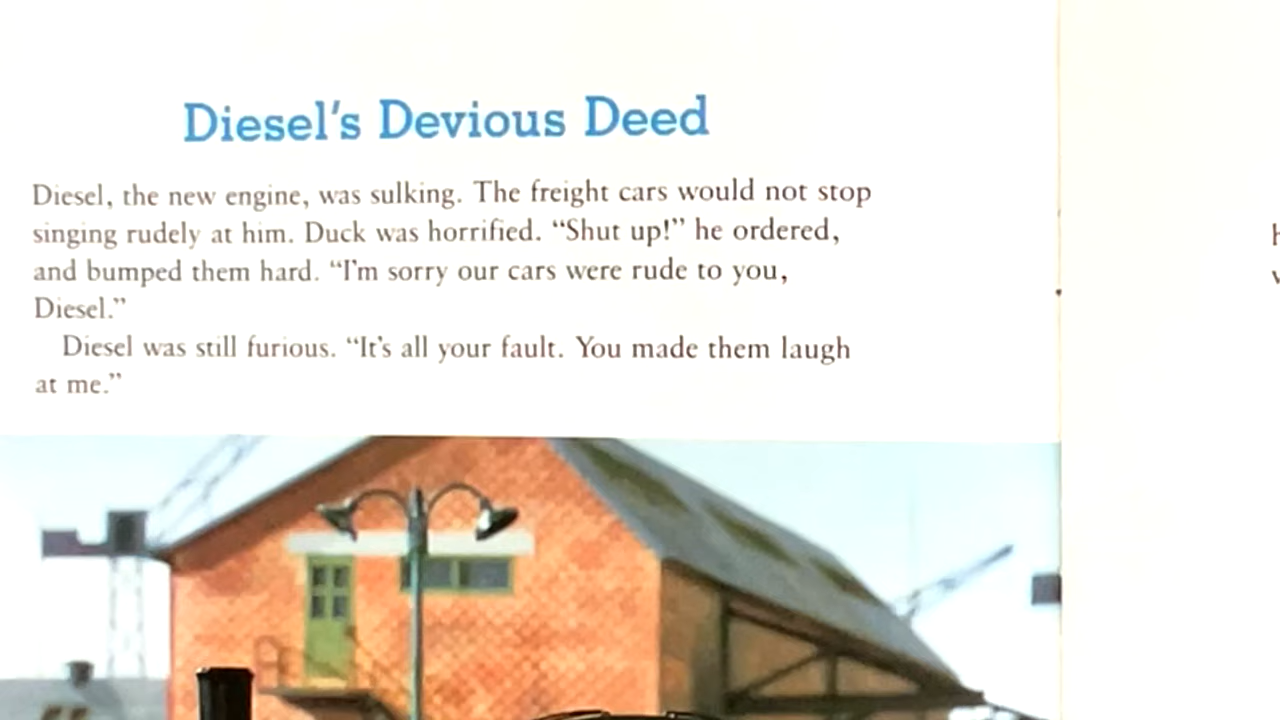 Diesel's Devious Deed
Diesel, the new engine, was sulking. The freight cars would not stop
singing rudely at him. Duck was horrified. “Shut up!” he ordered,
and bumped them hard. “I'm sorry our cars were rude to you,
Diesel.”
Diesel was still furious. “It's all your fault. You made them laugh
at me.”